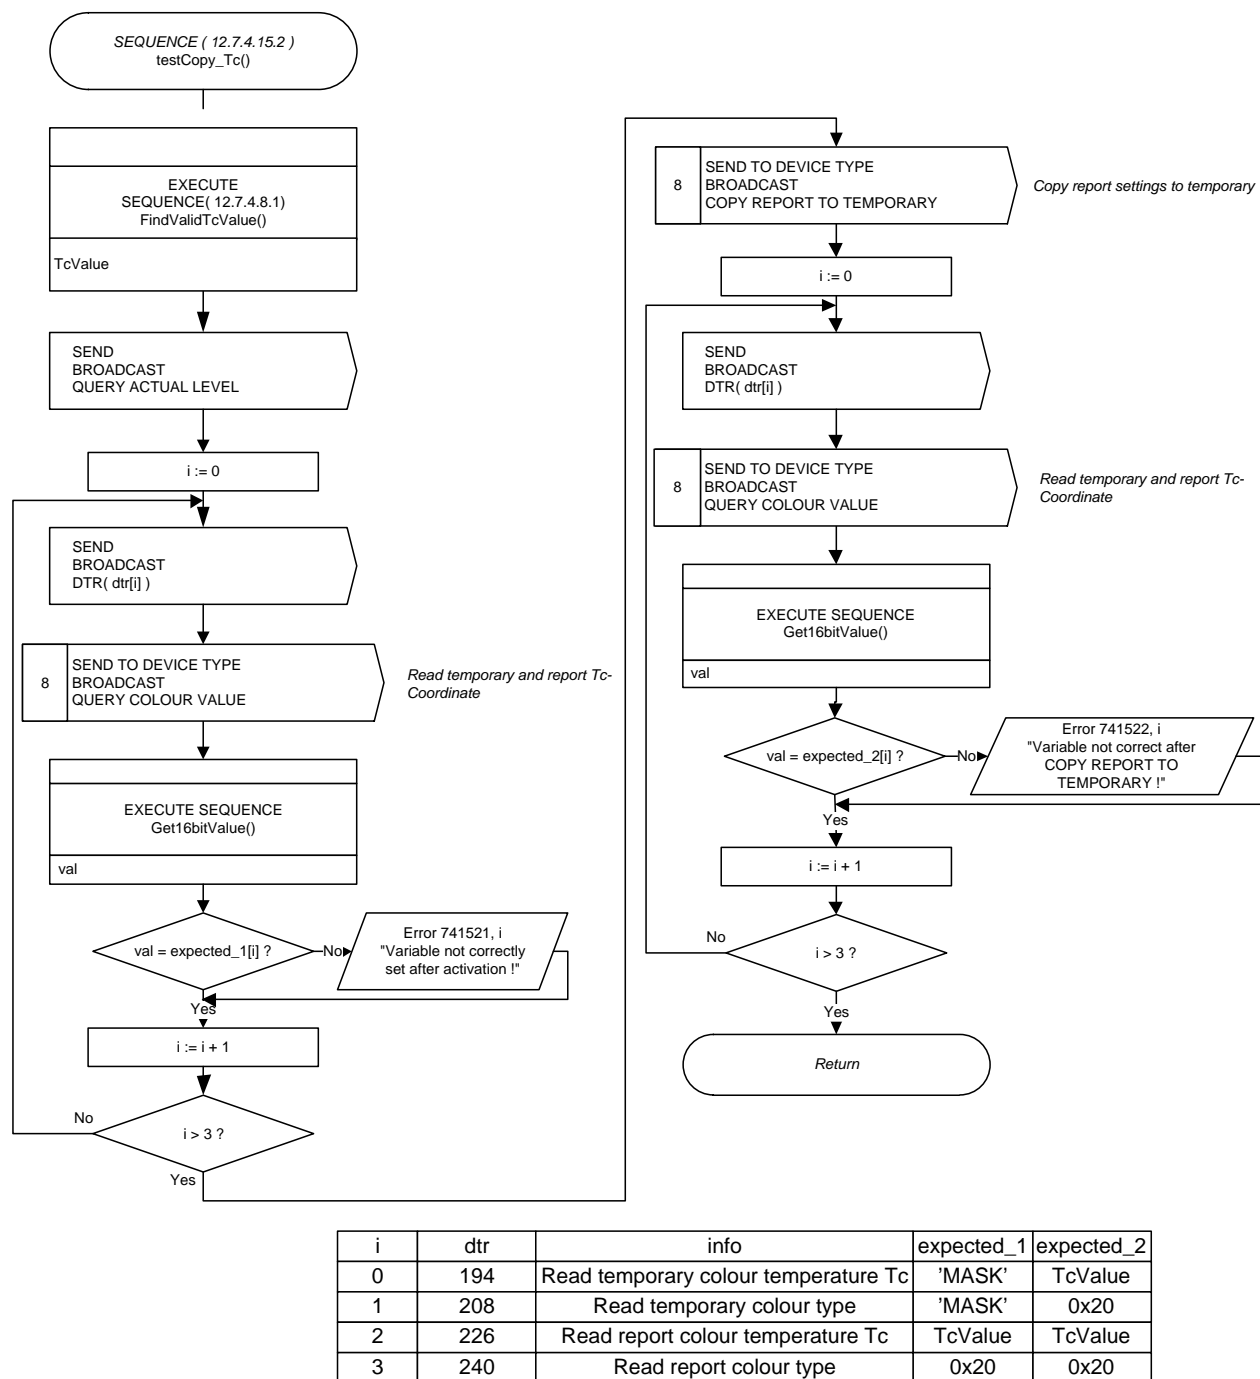 SEQUENCE ( 12.7.4.15.2 )
testCopy_Tc()
EXECUTE
SEQUENCE( 12.7.4.8.1)
FindValidTcValue()
TcValue
SEND
BROADCAST
QUERY ACTUAL LEVEL
i := 0
SEND
BROADCAST
DTR( dtr[i] )
8
SEND TO DEVICE TYPE
BROADCAST
QUERY COLOUR VALUE
Read temporary and report Tc-
Coordinate
EXECUTE SEQUENCE
Get16bitValue()
val
val = expected_1[i] ?
No
Error 741521, i
"Variable not correctly
set after activation !"
Yes
i := i + 1
No
i > 3 ?
Yes
8
SEND TO DEVICE TYPE
BROADCAST
COPY REPORT TO TEMPORARY
Copy report settings to temporary
i := 0
SEND
BROADCAST
DTR( dtr[i] )
8
SEND TO DEVICE TYPE
BROADCAST
QUERY COLOUR VALUE
Read temporary and report Tc-
Coordinate
EXECUTE SEQUENCE
Get16bitValue()
val
val = expected_2[i] ?
No
Error 741522, i
"Variable not correct after
COPY REPORT TO
TEMPORARY !"
Yes
i := i + 1
No
i > 3 ?
Yes
Return
i dtr info expected_1 expected_2
0 194 Read temporary colour temperature Tc 'MASK' TcValue
1 208 Read temporary colour type 'MASK' 0x20
2 226 Read report colour temperature Tc TcValue TcValue
3 240 Read report colour type 0x20 0x20